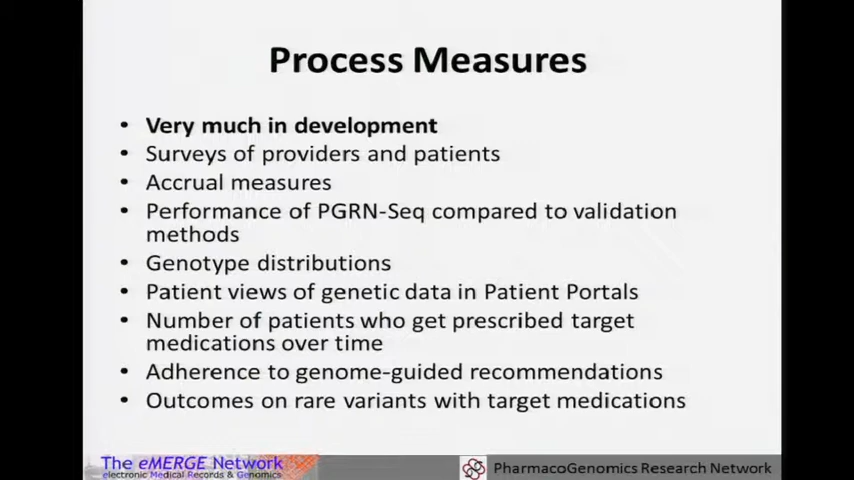 Process Measures
• Very much in development
• Surveys of providers and patients
• Accrual measures
• Performance of PGRN-Seq compared to validation
methods
• Genotype distributions
• Patient views of genetic data in Patient Portals
• Number of patients who get prescribed target
medications over time
• Adherence to genome-guided recommendations
• Outcomes on rare variants with target medications
The eMERGE Network
electronic Medical Records & Genomics
PharmacoGenomics Research Network